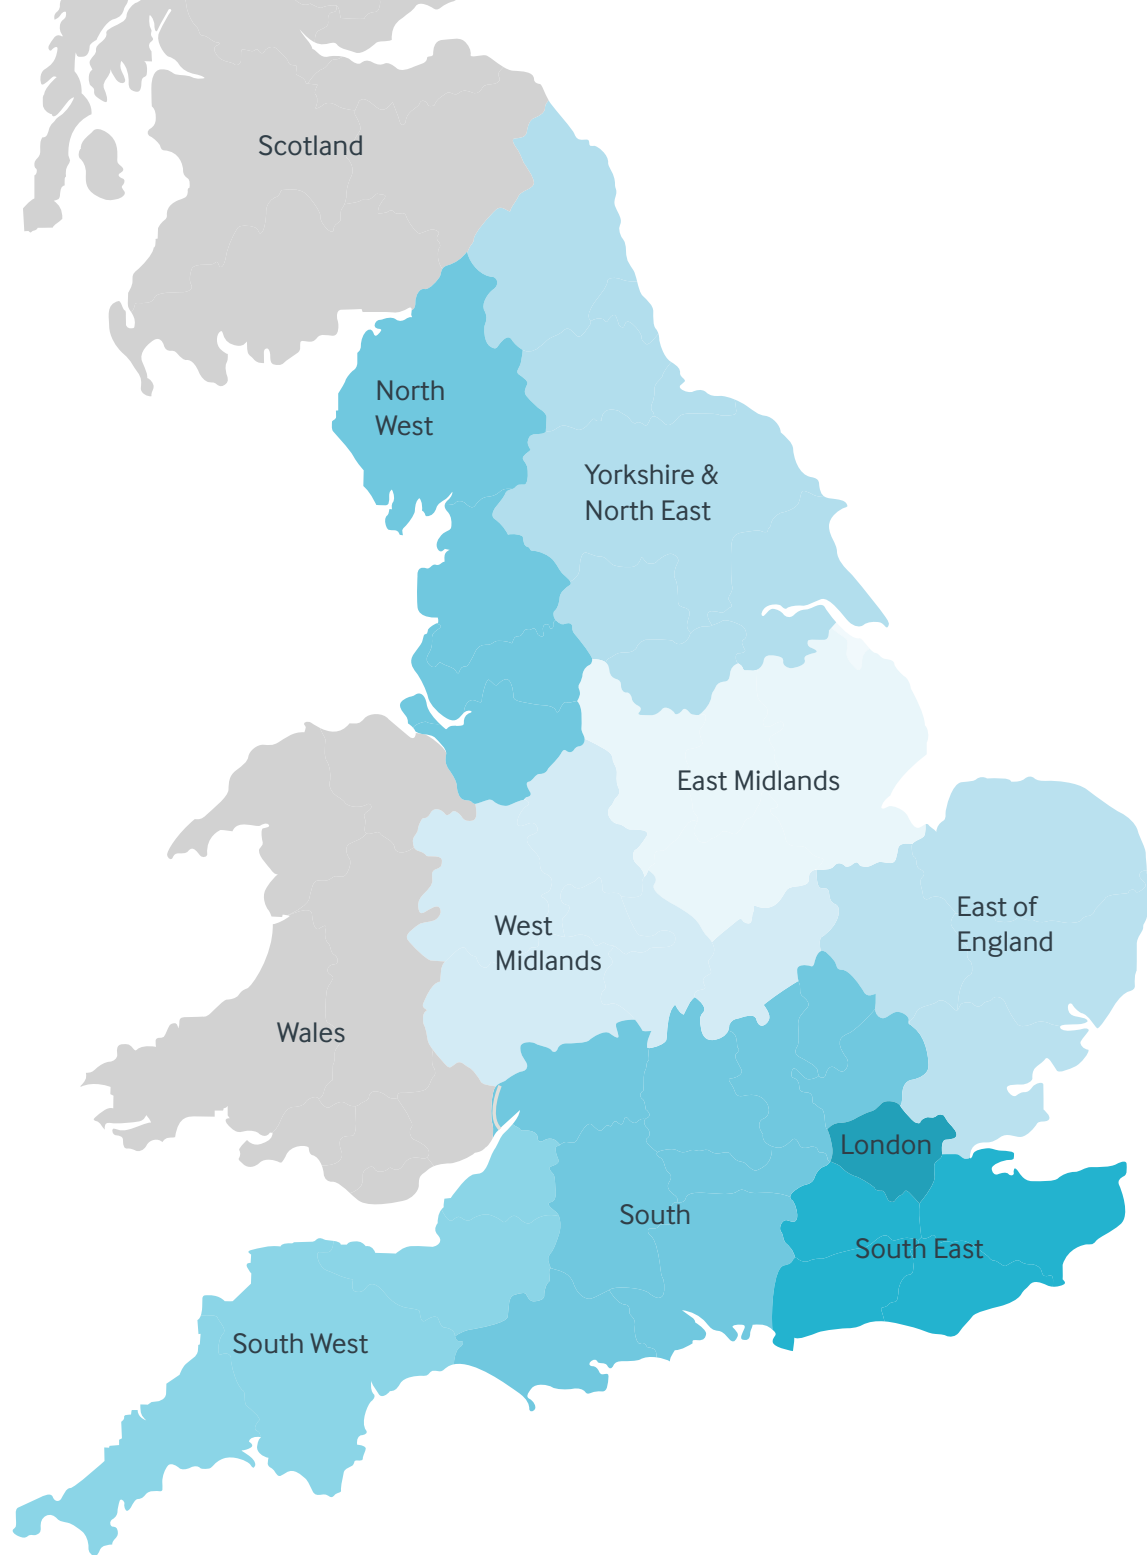 Scotland
North
West
Yorkshire &
North East
East Midlands
East of
England
West
Midlands
Wales
London
South
South East
South West